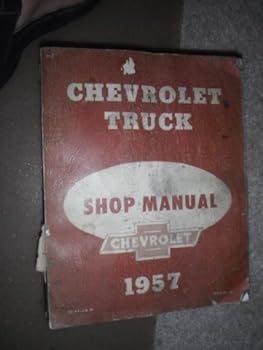 CHEVROLET
TRUCK
SHOP MANUAL
CHEVROLET
1957